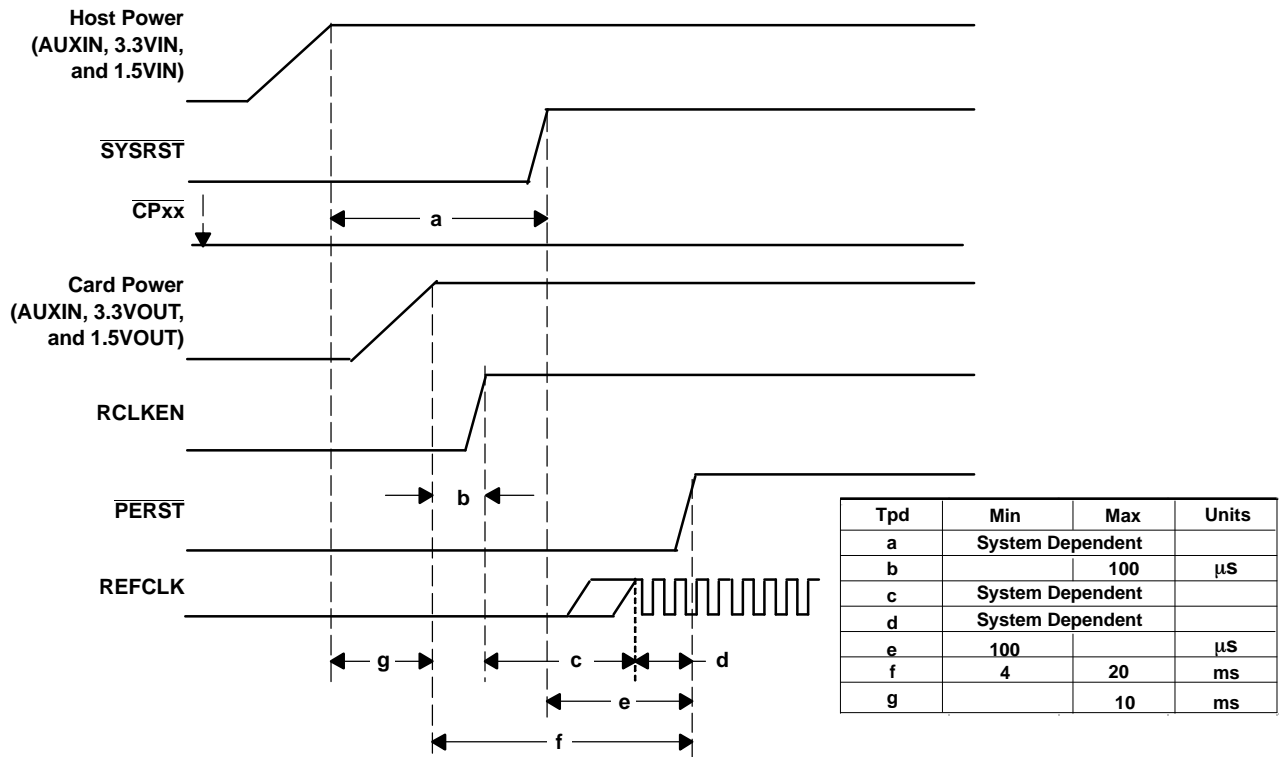 Host Power
(AUXIN, 3.3VIN,
and 1.5VIN)
SYSRST
CPxx
a
Card Power
(AUXIN, 3.3VOUT,
and 1.5VOUT)
RCLKEN
b
PERST
REFCLK
g
c
d
e
f
Tpd Min Max Units
a System Dependent
b 100 μs
c System Dependent
d System Dependent
e 100 μs
f 4 20 ms
g 10 ms